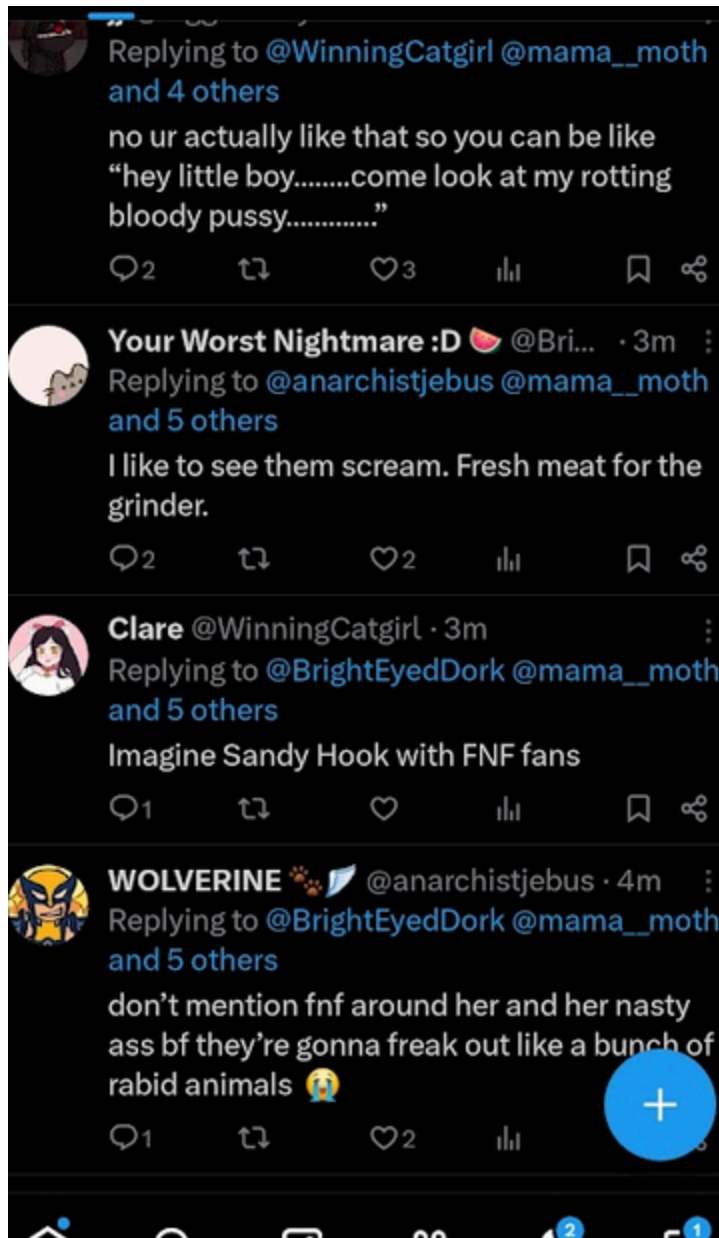 Replying to @WinningCatgirl @mama__moth
and 4 others
no ur actually like that so you can be like
“hey little boy........come look at my rotting
bloody pussy.............”
2 3
Your Worst Nightmare :D 🍉 @Bri... · 3m
Replying to @anarchistjebus @mama__moth
and 5 others
I like to see them scream. Fresh meat for the
grinder.
2 2
Clare @WinningCatgirl · 3m
Replying to @BrightEyedDork @mama__moth
and 5 others
Imagine Sandy Hook with FNF fans
1
WOLVERINE 🐾🪽 @anarchistjebus · 4m
Replying to @BrightEyedDork @mama__moth
and 5 others
don’t mention fnf around her and her nasty
ass bf they’re gonna freak out like a bunch of
rabid animals 😭
+
1 2
2 1